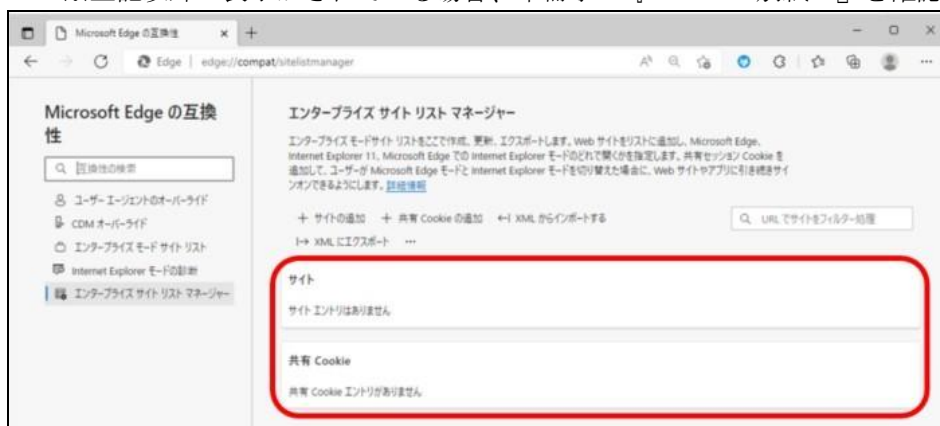 Microsoft Edge の互換性
Edge | edge://compat/sitelistmanager
Microsoft Edge の互換
性
互換性の検索
ユーザー エージェントのオーバーライド
CDM オーバーライド
エンタープライズ モード サイト リスト
Internet Explorer モードの診断
エンタープライズ サイト リスト マネージャー
エンタープライズ サイト リスト マネージャー
エンタープライズ モードサイト リストをここで作成、更新、エクスポートします。Web サイトをリストに追加し、Microsoft Edge、
Internet Explorer 11、Microsoft Edge での Internet Explorer モードのどれで開くかを指定します。共有セッション Cookie を
追加して、ユーザーが Microsoft Edge モードと Internet Explorer モードを切り替えた場合に、Web サイトやアプリに引き続きサイ
ンオンできるようにします。詳細情報
+ サイトの追加 + 共有 Cookie の追加 XML からインポートする
URL でサイトをフィルター処理
XML にエクスポート ...
サイト
サイト エントリはありません
共有 Cookie
共有 Cookie エントリがありません